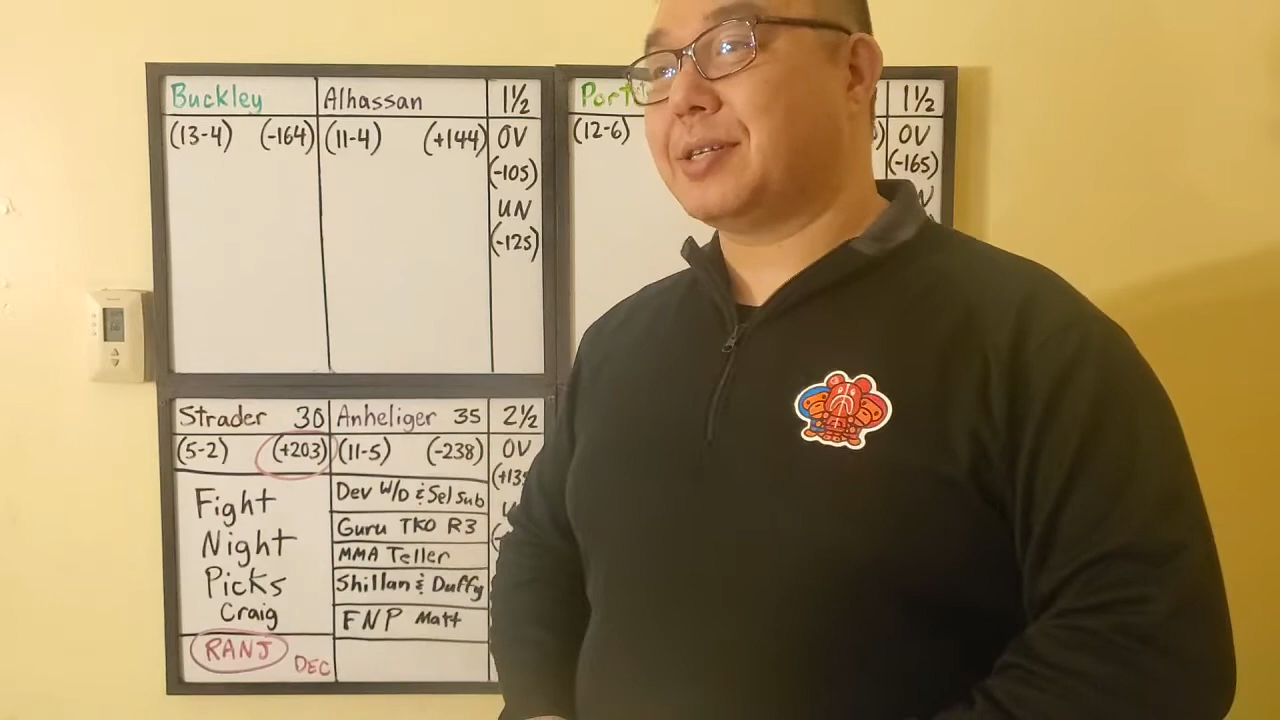 Buckley Alhassan 1½
(13-4) (-164) (11-4) (+144) OV
(-105)
UN
(-125)
Port
(12-6)
1½
OV
(-165)
Strader 36 Anheliger 35 2½
(5-2) (+203) (11-5) (-238) OV
Fight
Night
Picks
Craig
RANJ DEC
Dev W/D & Sel Sub
Guru TKO R3
MMA Teller
Shillan & Duffy
FNP Matt